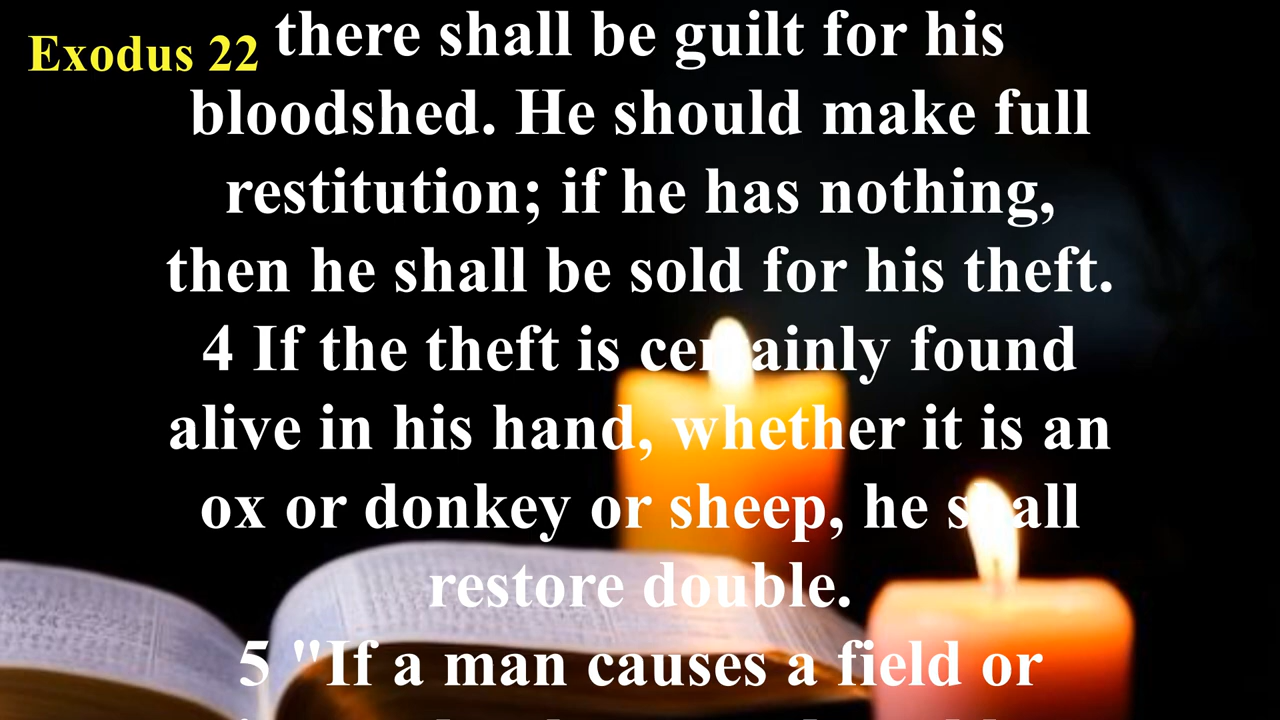 Exodus 22
there shall be guilt for his
bloodshed. He should make full
restitution; if he has nothing,
then he shall be sold for his theft.
4 If the theft is certainly found
alive in his hand, whether it is an
ox or donkey or sheep, he shall
restore double.
5 "If a man causes a field or